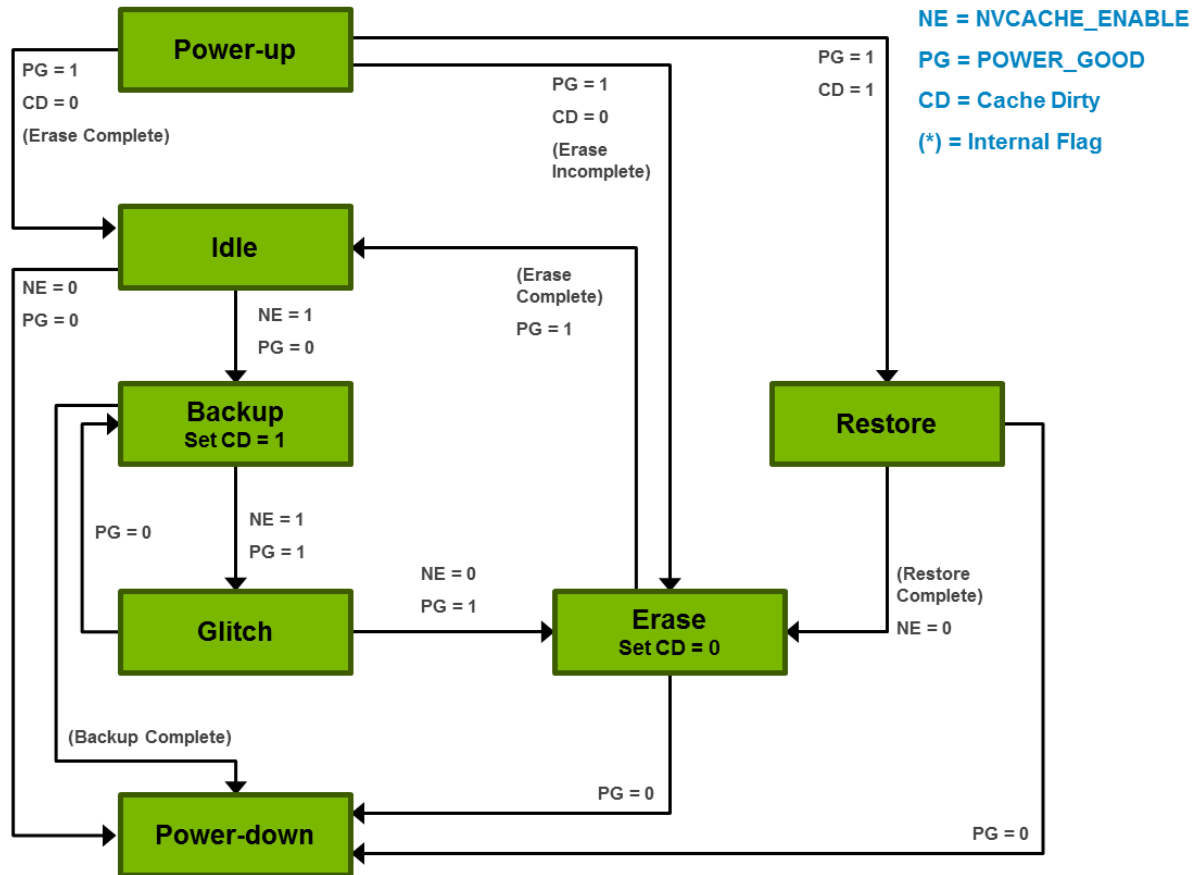 Power-up
NE = NVCACHE_ENABLE
PG = POWER_GOOD
CD = Cache Dirty
(*) = Internal Flag
PG = 1
CD = 0
(Erase Complete)
PG = 1
CD = 0
(Erase
Incomplete)
PG = 1
CD = 1
Idle
NE = 0
PG = 0
NE = 1
PG = 0
(Erase
Complete)
PG = 1
Backup
Set CD = 1
Restore
PG = 0
NE = 1
PG = 1
NE = 0
PG = 1
(Restore
Complete)
NE = 0
Glitch
Erase
Set CD = 0
(Backup Complete)
PG = 0
Power-down
PG = 0